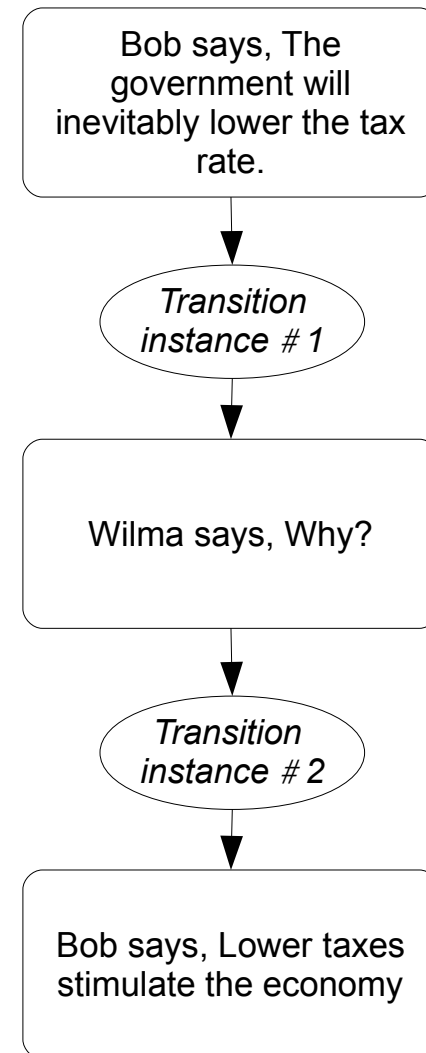 Bob says, The
government will
inevitably lower the tax
rate.
Transition
instance # 1
Wilma says, Why?
Transition
instance # 2
Bob says, Lower taxes
stimulate the economy